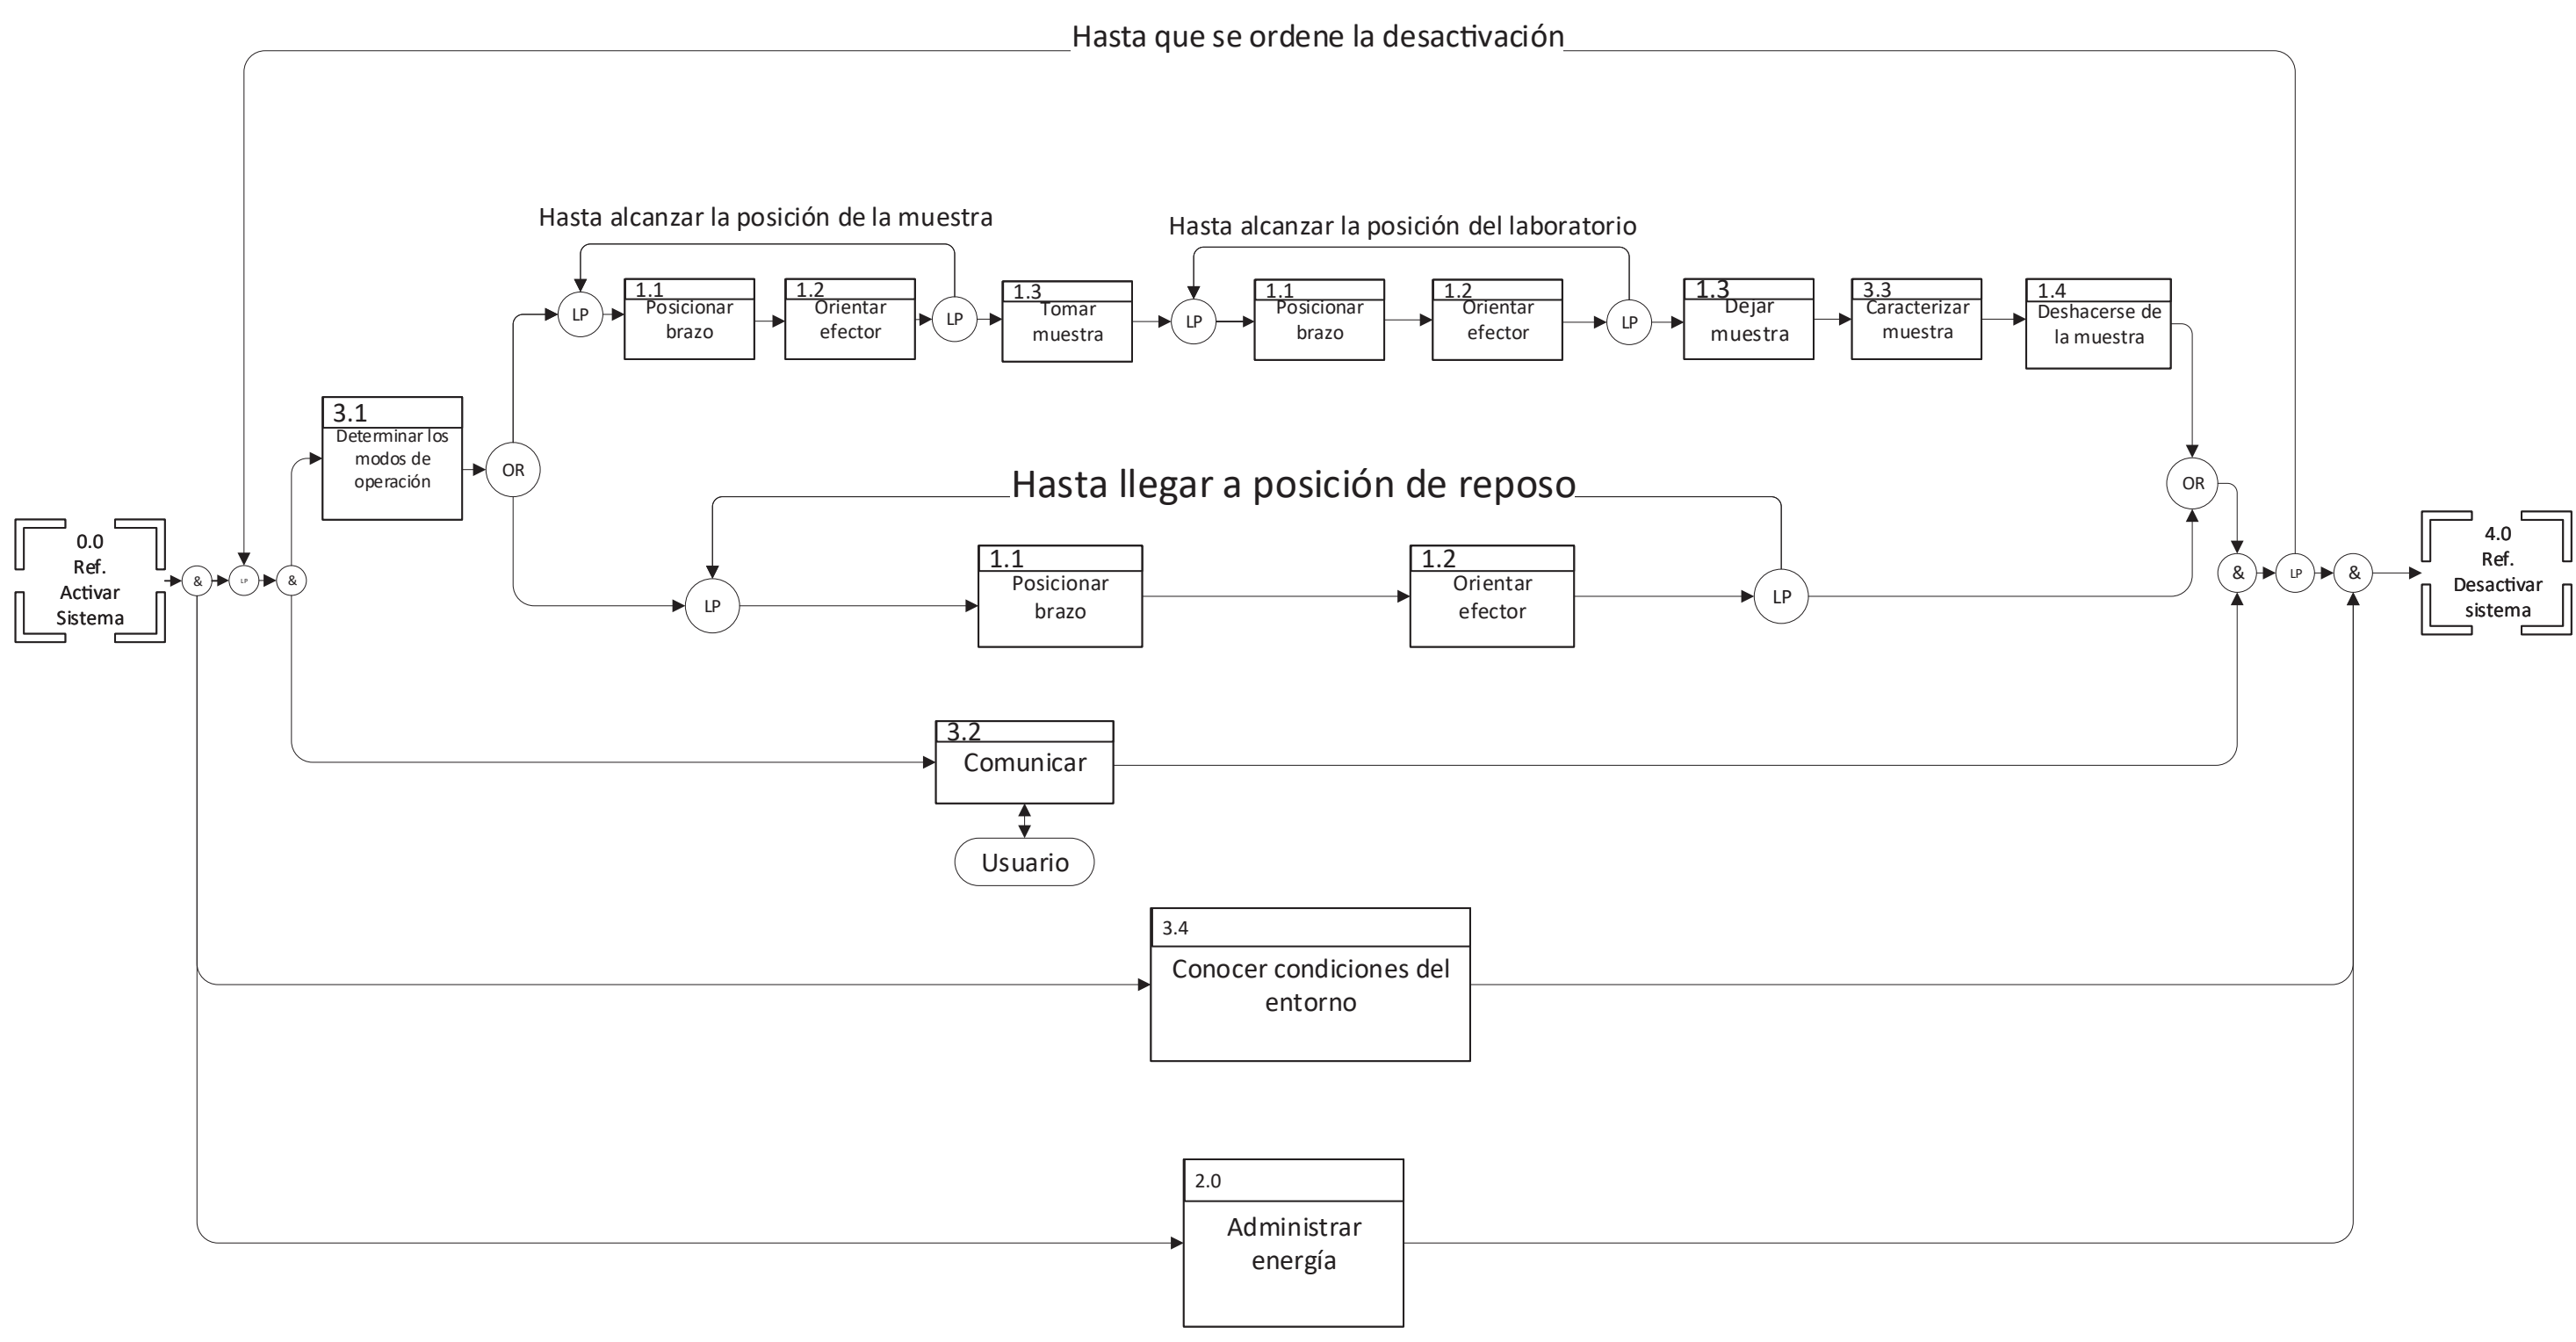 Hasta que se ordene la desactivación
Hasta alcanzar la posición de la muestra
Hasta alcanzar la posición del laboratorio
LP
1.1
Posicionar
brazo
1.2
Orientar
efector
LP
1.3
Tomar
muestra
LP
1.1
Posicionar
brazo
1.2
Orientar
efector
LP
1.3
Dejar
muestra
3.3
Caracterizar
muestra
1.4
Deshacerse de
la muestra
3.1
Determinar los
modos de
operación
OR
Hasta llegar a posición de reposo
OR
0.0
Ref.
Activar
Sistema
&
LP
&
LP
1.1
Posicionar
brazo
1.2
Orientar
efector
LP
&
LP
&
4.0
Ref.
Desactivar
sistema
3.2
Comunicar
Usuario
3.4
Conocer condiciones del
entorno
2.0
Administrar
energía